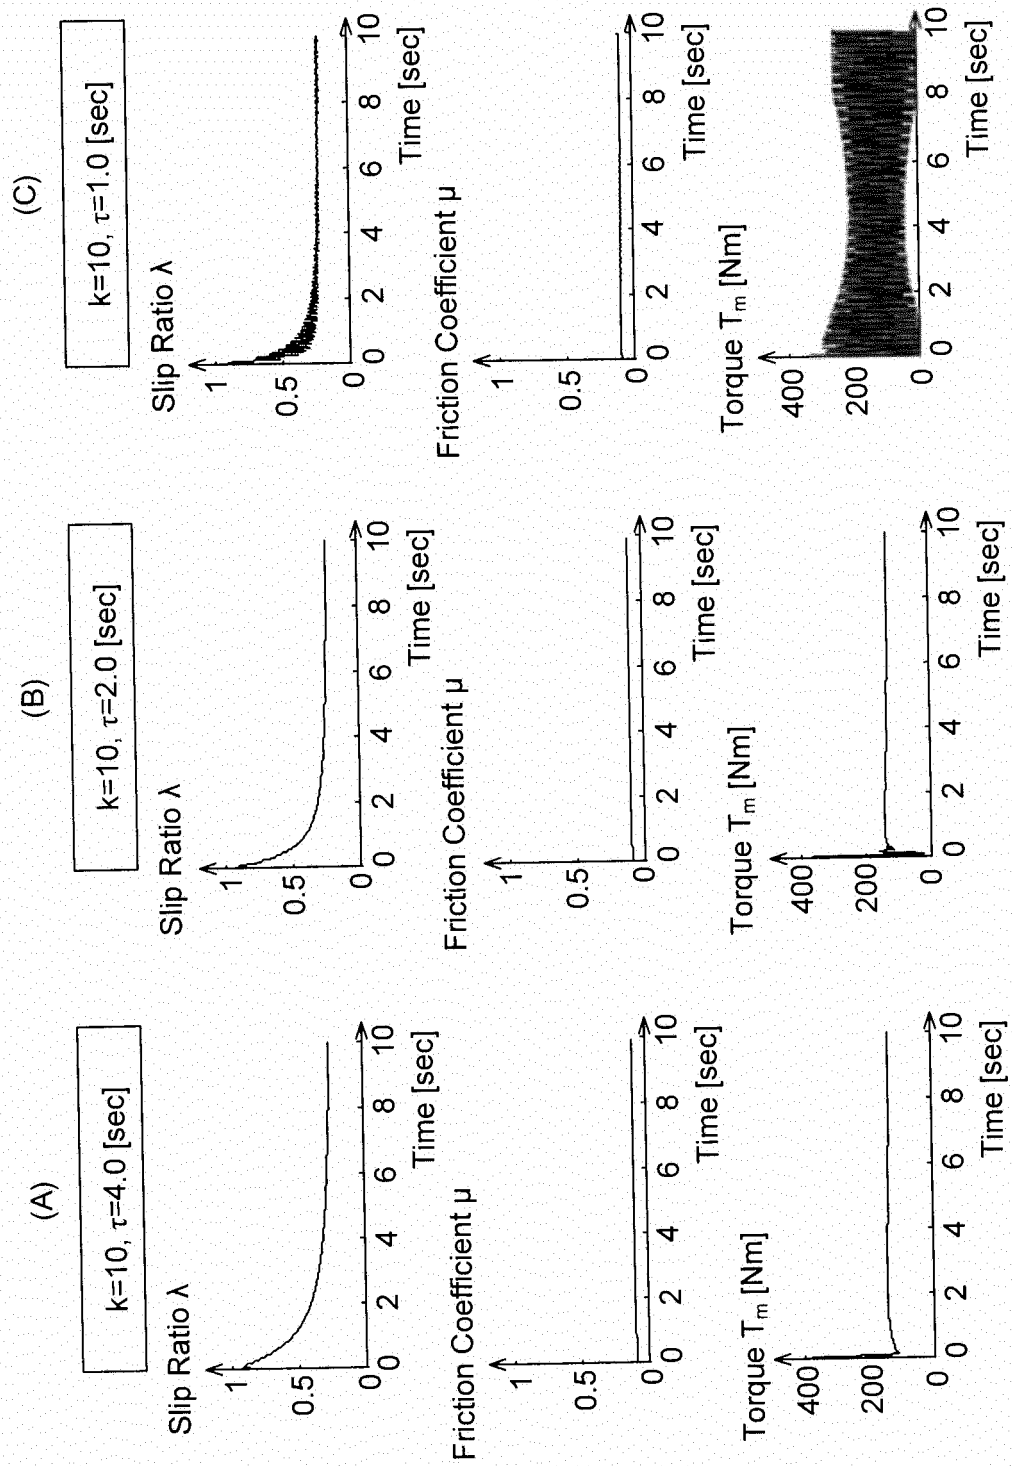 (A)
k=10, τ=4.0 [sec]
Slip Ratio λ
1
0.5
0
0 2 4 6 8 10
Time [sec]
Friction Coefficient μ
1
0.5
0
0 2 4 6 8 10
Time [sec]
Torque Tm [Nm]
400
200
0
0 2 4 6 8 10
Time [sec]
(B)
k=10, τ=2.0 [sec]
Slip Ratio λ
1
0.5
0
0 2 4 6 8 10
Time [sec]
Friction Coefficient μ
1
0.5
0
0 2 4 6 8 10
Time [sec]
Torque Tm [Nm]
400
200
0
0 2 4 6 8 10
Time [sec]
(C)
k=10, τ=1.0 [sec]
Slip Ratio λ
1
0.5
0
0 2 4 6 8 10
Time [sec]
Friction Coefficient μ
1
0.5
0
0 2 4 6 8 10
Time [sec]
Torque Tm [Nm]
400
200
0
0 2 4 6 8 10
Time [sec]